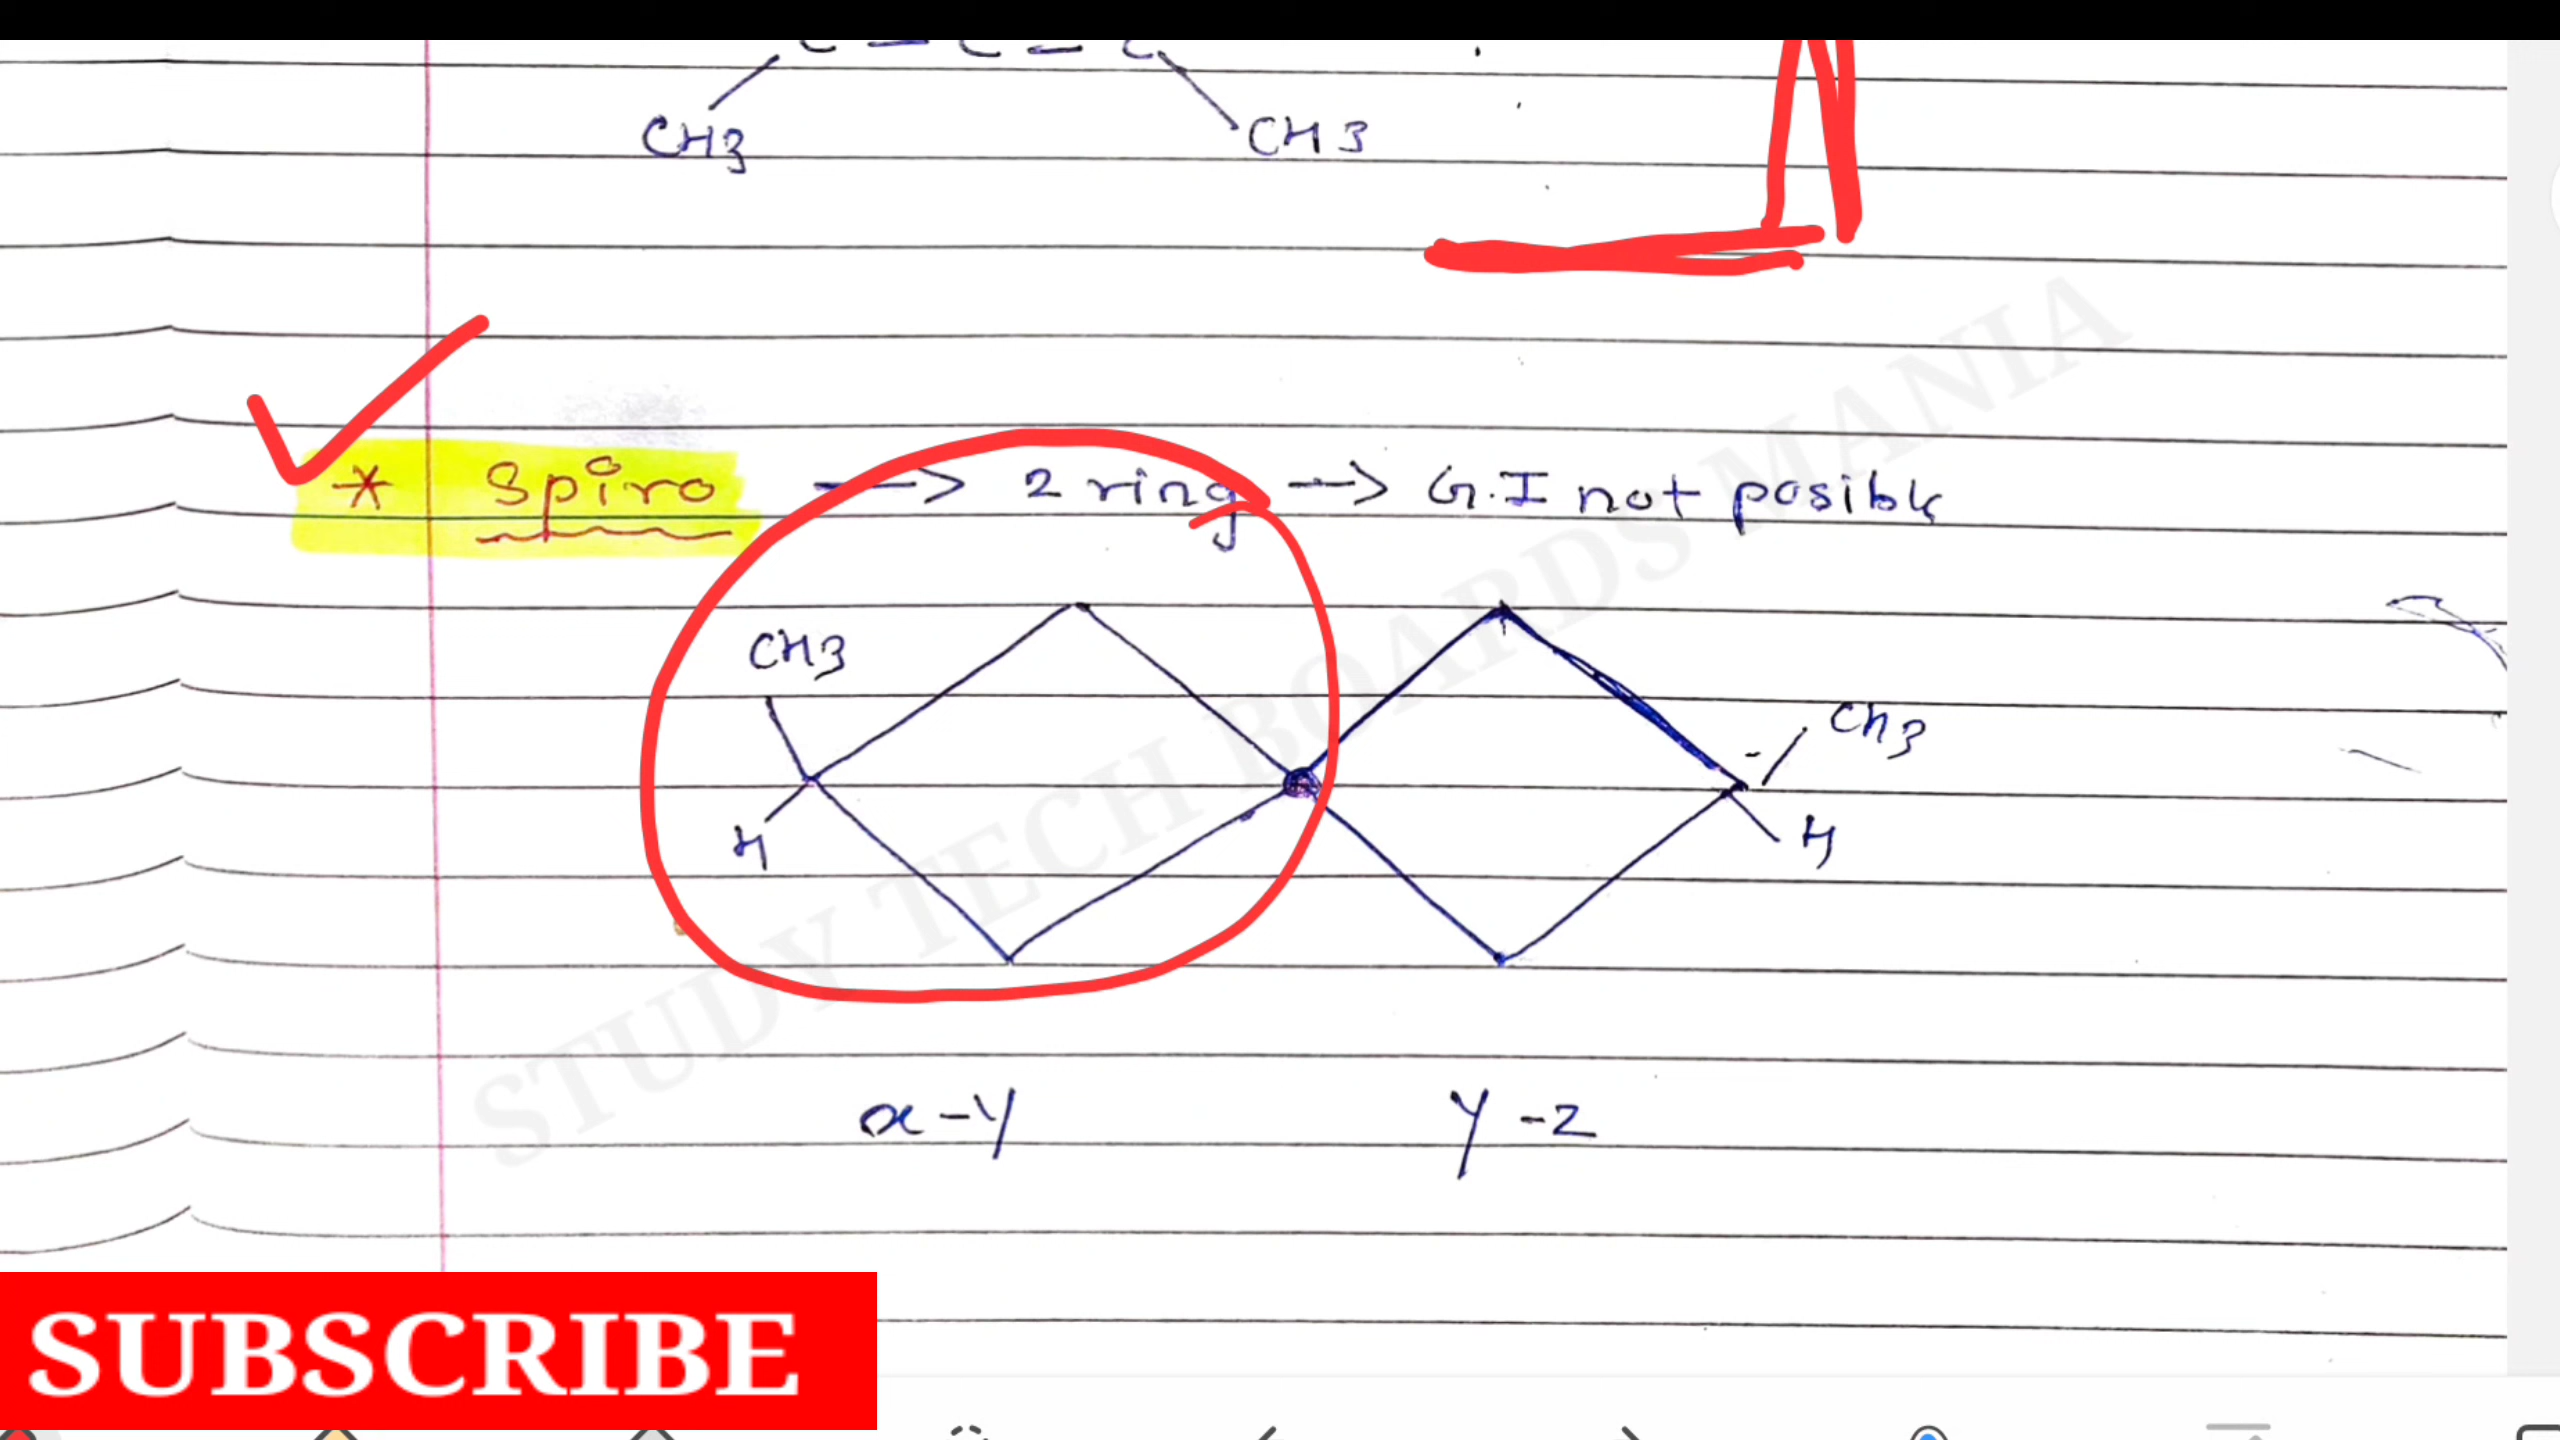 C = C = C
CH3 CH3
* Spiro —> 2 ring —> G.I not posible
CH3
CH3
H
H
x-y y-z
STUDY TECH BOARDS MANIA
SUBSCRIBE